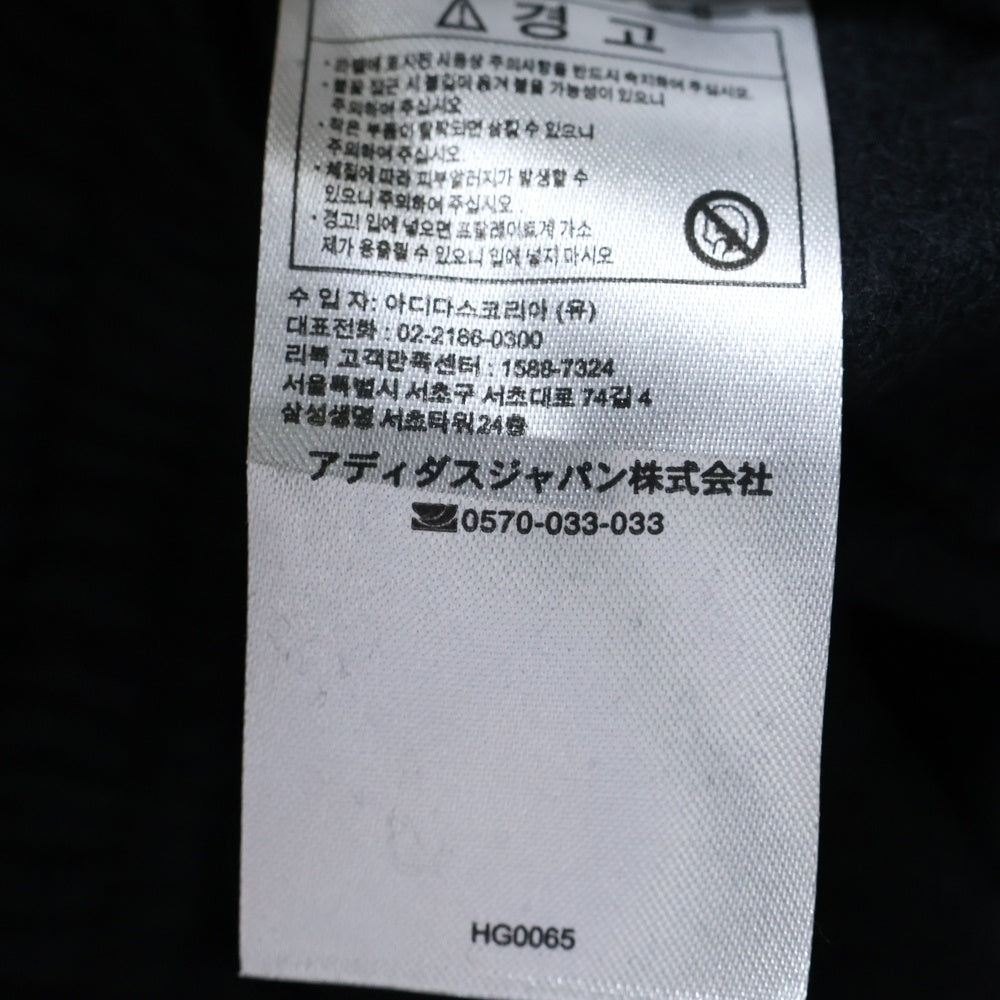 경 고
· 라벨에 표시된 사용상 주의사항을 반드시 숙지하여 주십시오.
· 불꽃 접근 시 불길이 옮겨 붙을 가능성이 있으니
주의하여 주십시오
· 작은 부품이 탈락되면 삼킬 수 있으니
주의하여 주십시오.
· 체질에 따라 피부알러지가 발생할 수
있으니 주의하여 주십시오.
· 경고! 입에 넣으면 프탈레이트계 가소
제가 용출될 수 있으니 입에 넣지 마시오
수 입 자: 아디다스코리아 (유)
대표전화 : 02-2186-0300
리복 고객만족센터 : 1588-7324
서울특별시 서초구 서초대로 74길 4
삼성생명 서초타워24층
アディダスジャパン株式会社
0570-033-033
HG0065